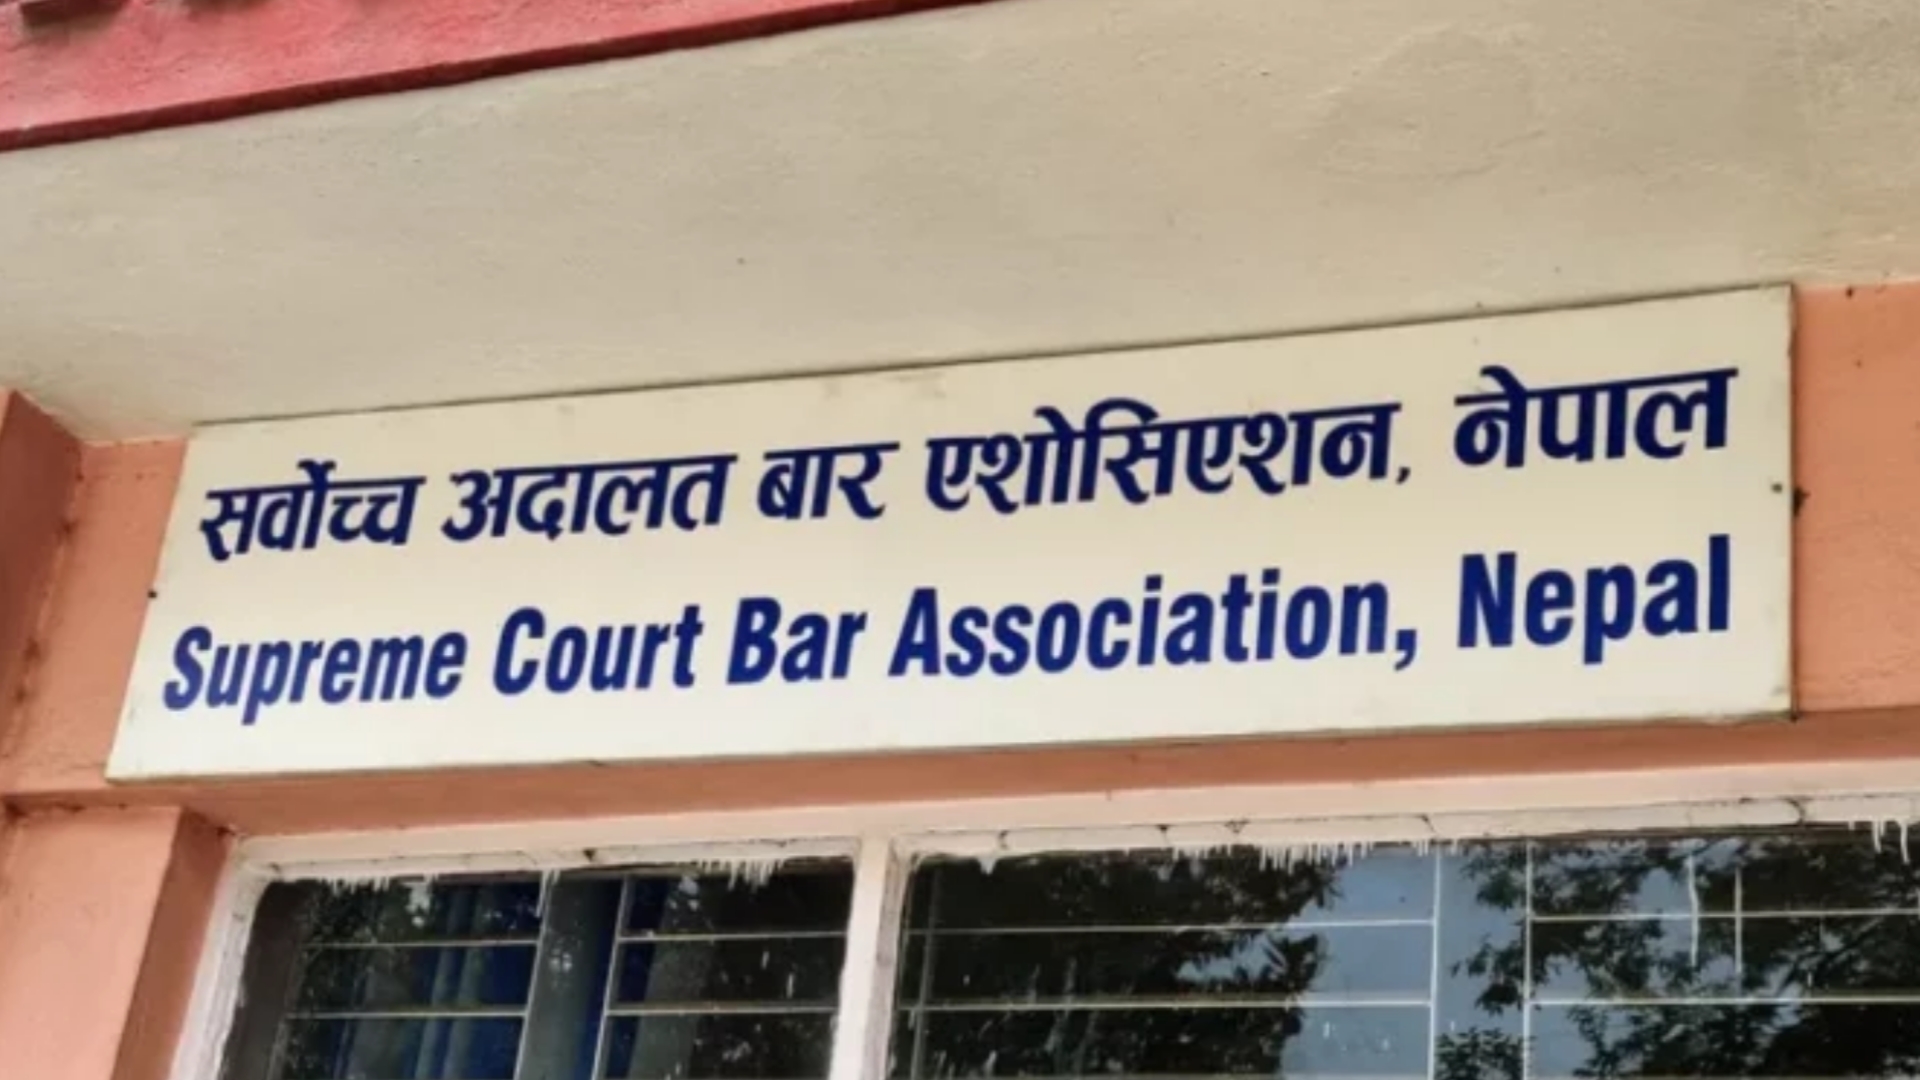 सर्वोच्च अदालत बार एशोसिएशन, नेपाल
Supreme Court Bar Association, Nepal